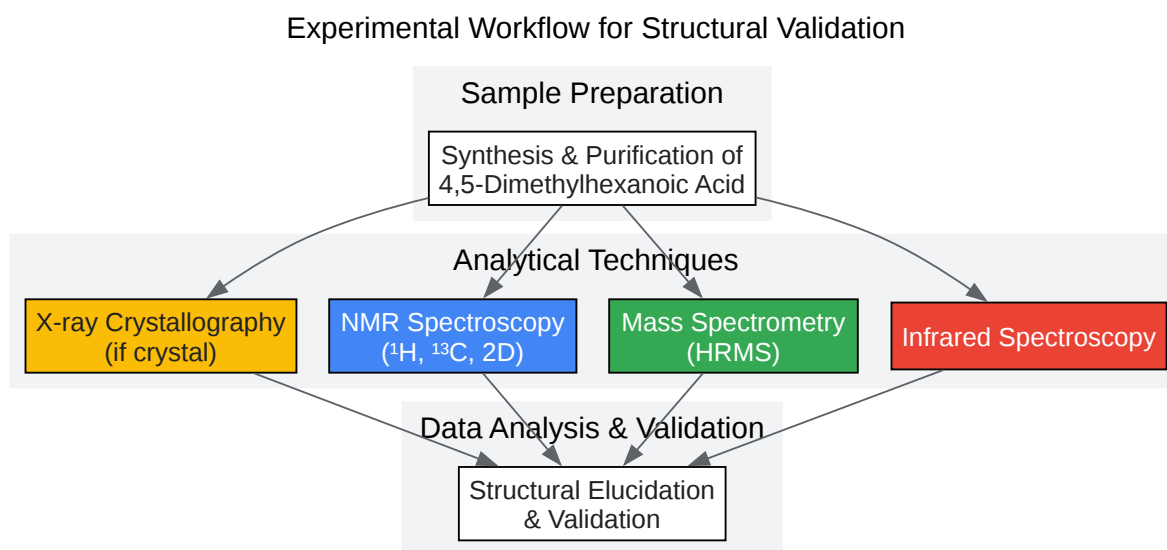 Experimental Workflow for Structural Validation
Sample Preparation
Synthesis & Purification of
4,5-Dimethylhexanoic Acid
Analytical Techniques
X-ray Crystallography
(if crystal)
NMR Spectroscopy
(¹H, ¹³C, 2D)
Mass Spectrometry
(HRMS)
Infrared Spectroscopy
Data Analysis & Validation
Structural Elucidation
& Validation